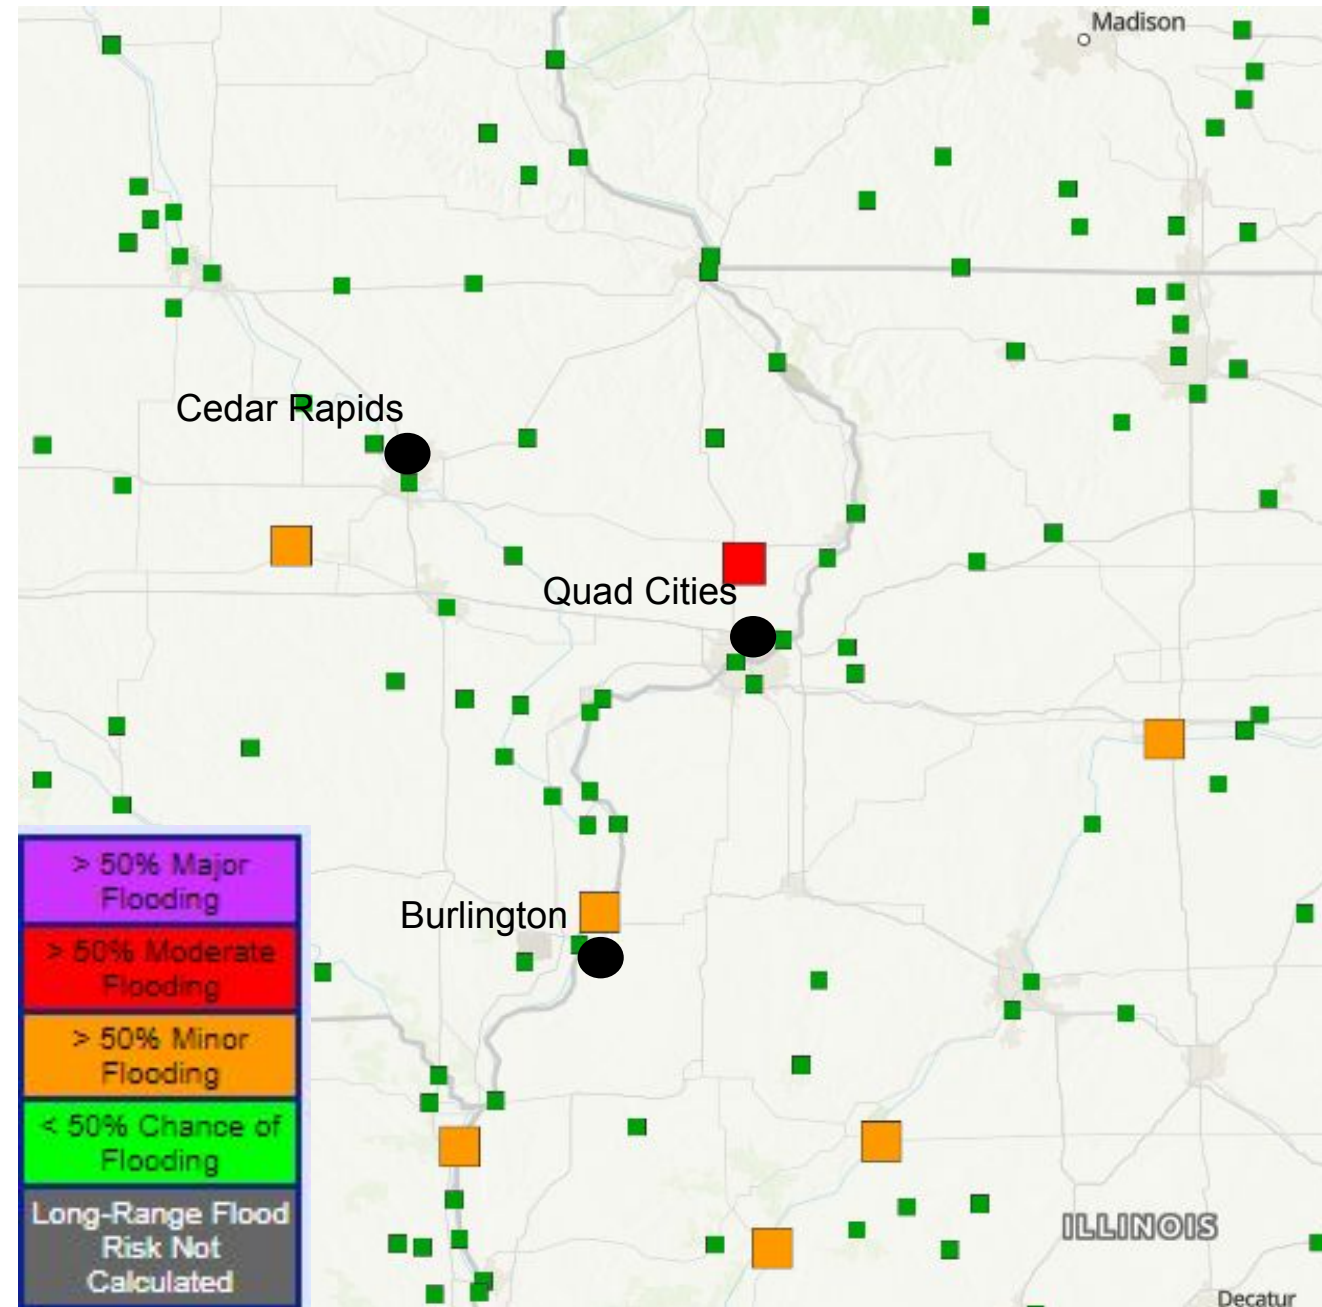 Madison
Cedar Rapids
Quad Cities
Burlington
> 50% Major
Flooding
> 50% Moderate
Flooding
> 50% Minor
Flooding
< 50% Chance of
Flooding
Long-Range Flood
Risk Not
Calculated
ILLINOIS
Decatur